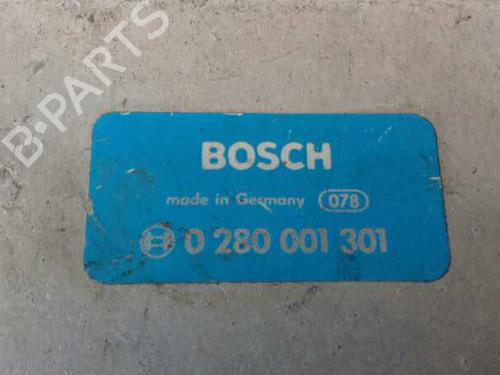 B-PARTS
BOSCH
made in Germany 078
0 280 001 301